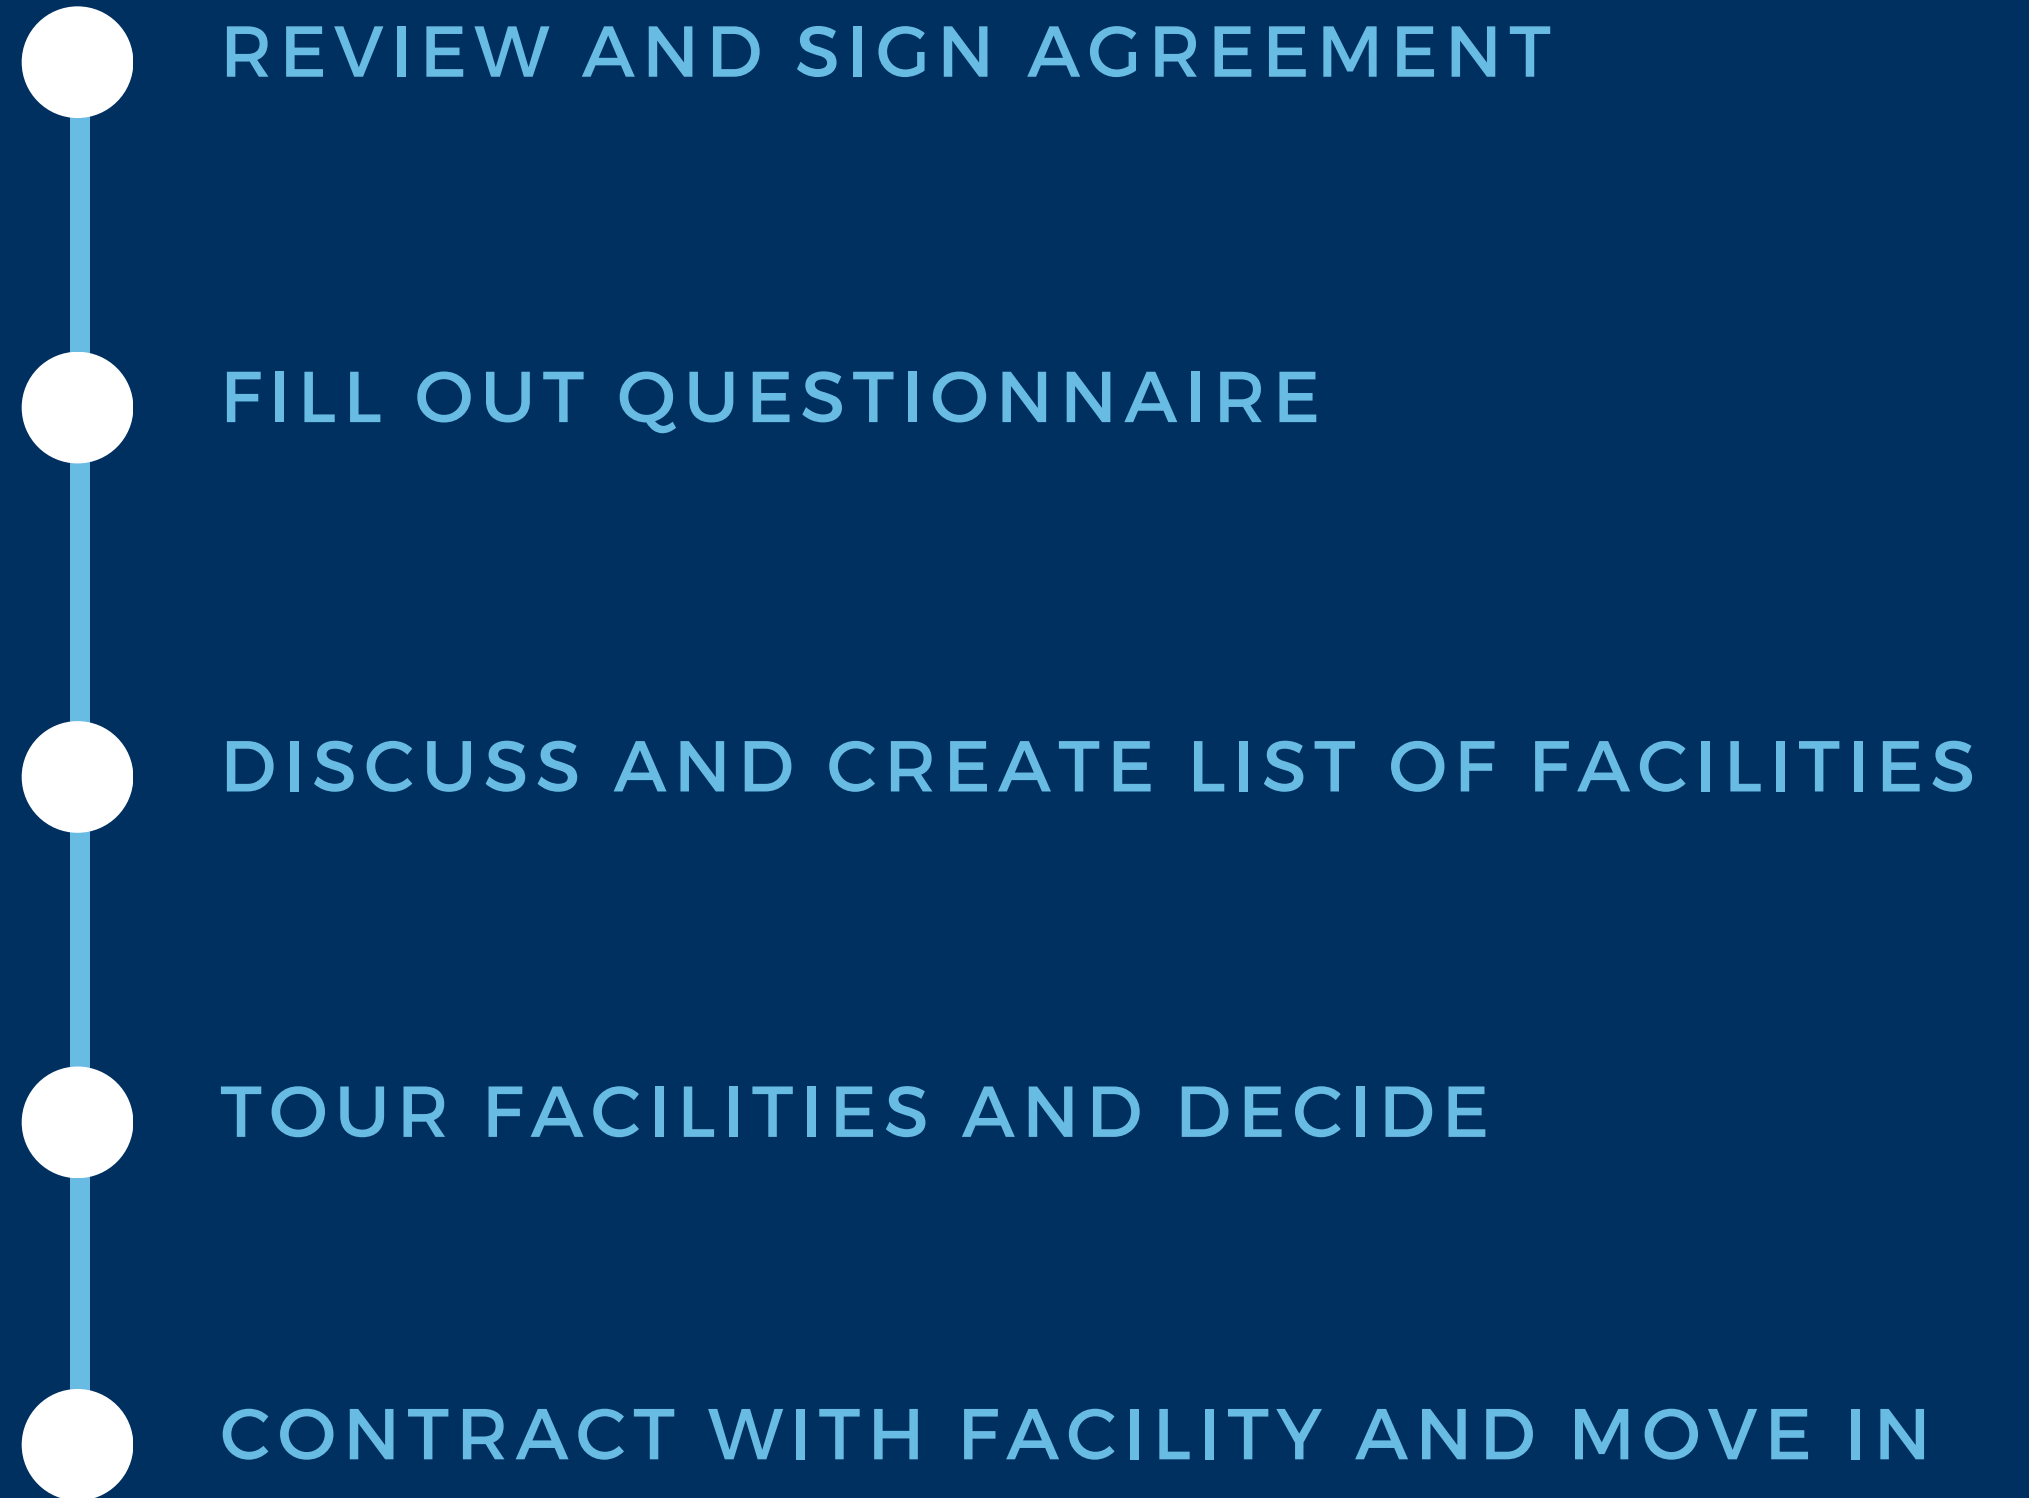 REVIEW AND SIGN AGREEMENT
FILL OUT QUESTIONNAIRE
DISCUSS AND CREATE LIST OF FACILITIES
TOUR FACILITIES AND DECIDE
CONTRACT WITH FACILITY AND MOVE IN